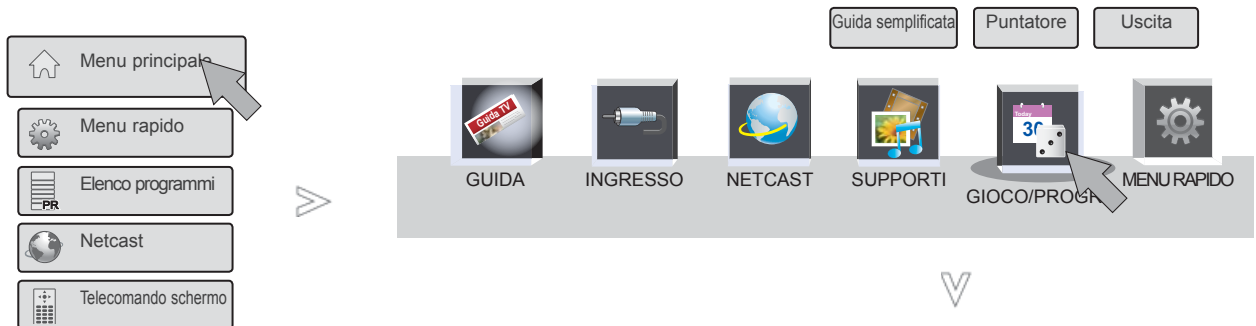 Menu principale
Menu rapido
Elenco programmi
PR
Netcast
Telecomando schermo
Guida semplificata
Puntatore
Uscita
Guida TV
Today
30
GUIDA
INGRESSO
NETCAST
SUPPORTI
GIOCO/PROGR
MENU RAPIDO